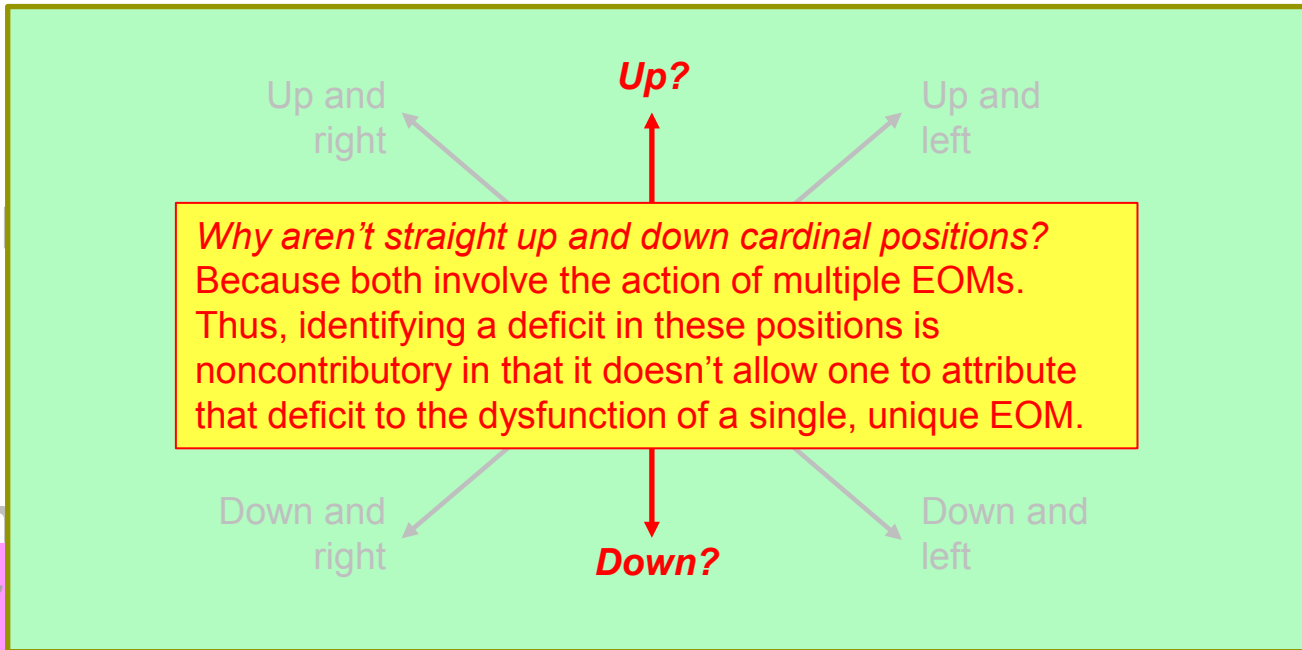 Up?
Up and
right
Up and
left
Why aren’t straight up and down cardinal positions?
Because both involve the action of multiple EOMs.
Thus, identifying a deficit in these positions is
noncontributory in that it doesn’t allow one to attribute
that deficit to the dysfunction of a single, unique EOM.
Down and
right
Down?
Down and
left